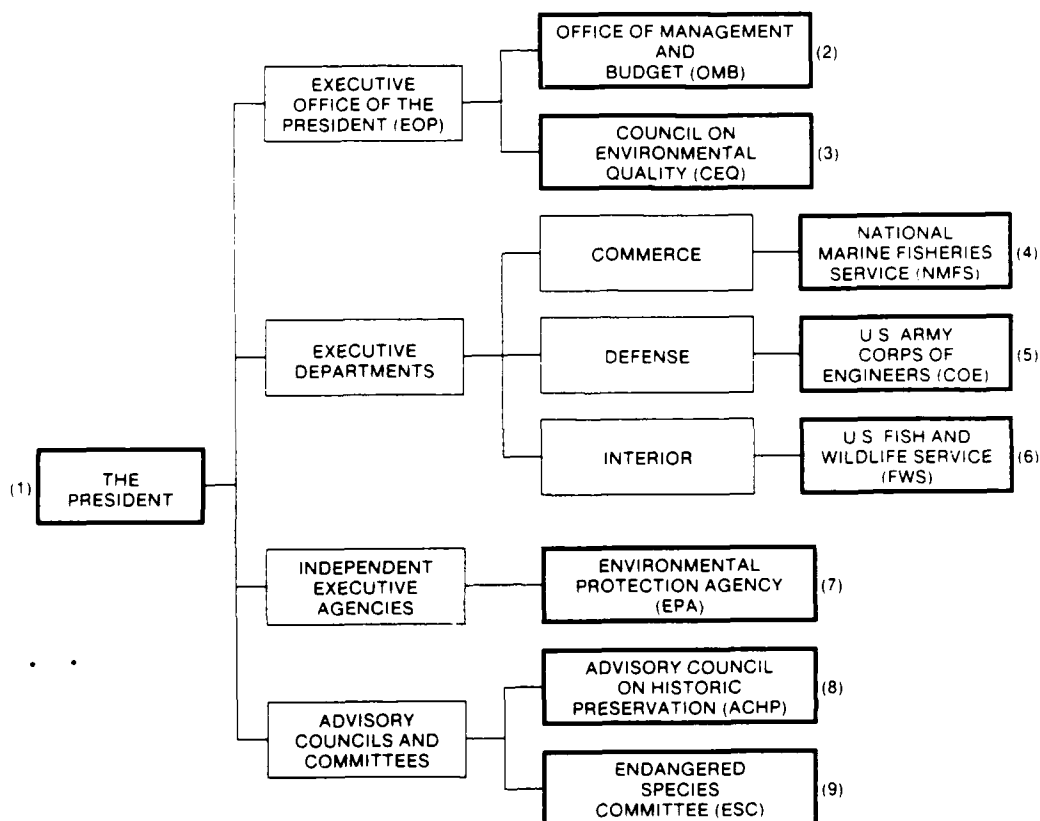 OFFICE OF MANAGEMENT
AND
BUDGET (OMB)
(2)
EXECUTIVE
OFFICE OF THE
PRESIDENT (EOP)
COUNCIL ON
ENVIRONMENTAL
QUALITY (CEQ)
(3)
COMMERCE
NATIONAL
MARINE FISHERIES
SERVICE (NMFS)
(4)
EXECUTIVE
DEPARTMENTS
DEFENSE
U.S. ARMY
CORPS OF
ENGINEERS (COE)
(5)
INTERIOR
U.S. FISH AND
WILDLIFE SERVICE
(FWS)
(6)
(1)
THE
PRESIDENT
INDEPENDENT
EXECUTIVE
AGENCIES
ENVIRONMENTAL
PROTECTION AGENCY
(EPA)
(7)
ADVISORY COUNCIL
ON HISTORIC
PRESERVATION (ACHP)
(8)
ADVISORY
COUNCILS AND
COMMITTEES
ENDANGERED
SPECIES
COMMITTEE (ESC)
(9)